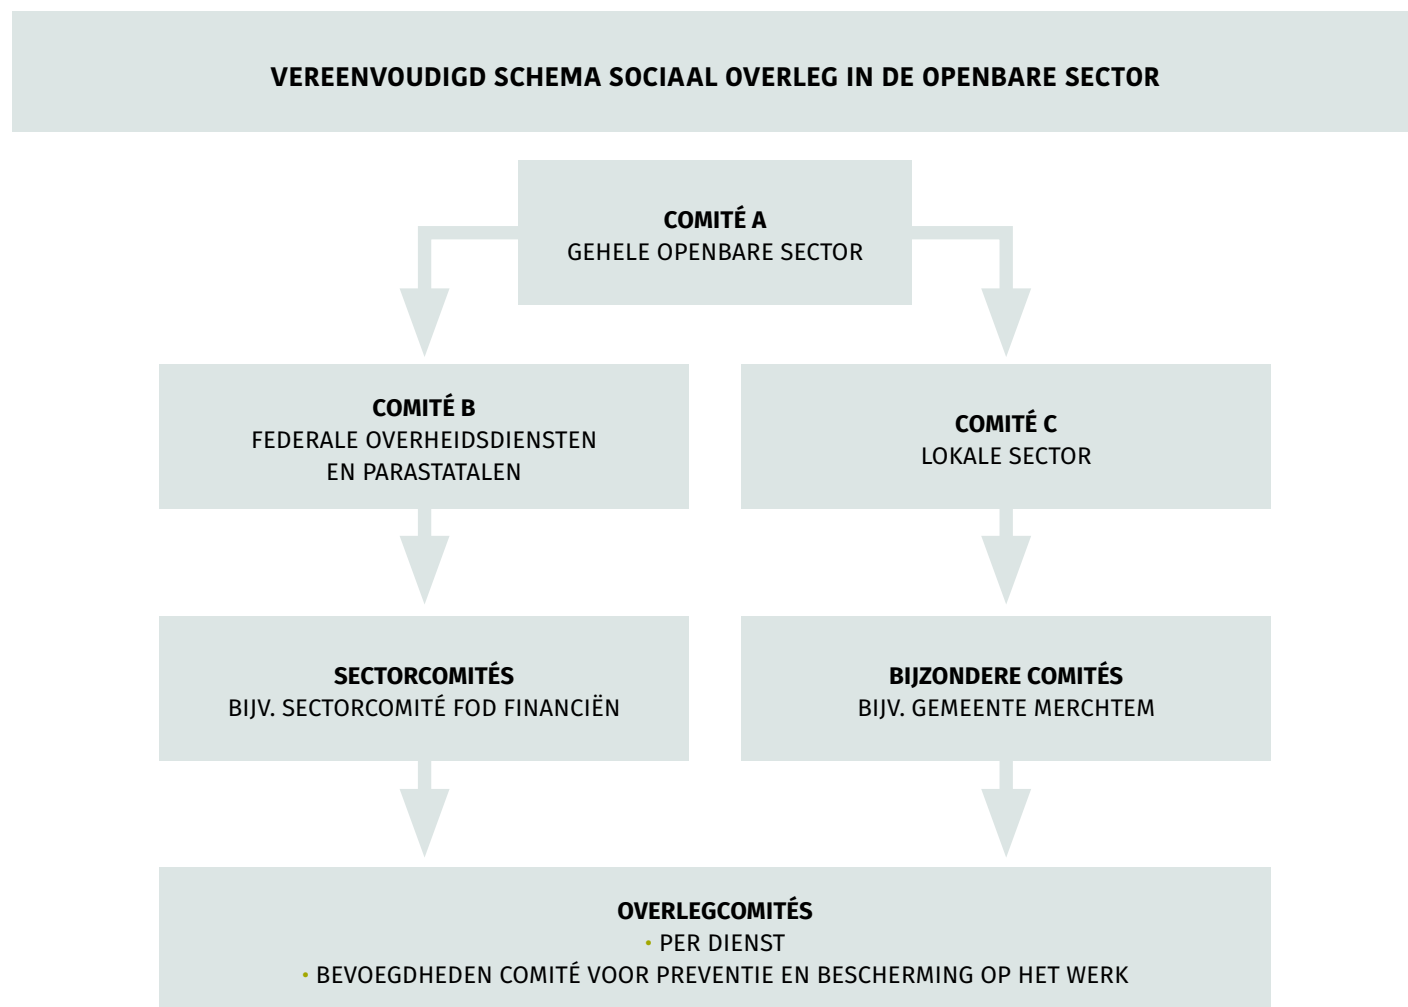 VEREENVOUDIGD SCHEMA SOCIAAL OVERLEG IN DE OPENBARE SECTOR
COMITÉ A
GEHELE OPENBARE SECTOR
COMITÉ B
FEDERALE OVERHEIDSDIENSTEN
EN PARASTATALEN
COMITÉ C
LOKALE SECTOR
SECTORCOMITÉS
BIJV. SECTORCOMITÉ FOD FINANCIËN
BIJZONDERE COMITÉS
BIJV. GEMEENTE MERCHTEM
OVERLEGCOMITÉS
• PER DIENST
• BEVOEGDHEDEN COMITÉ VOOR PREVENTIE EN BESCHERMING OP HET WERK